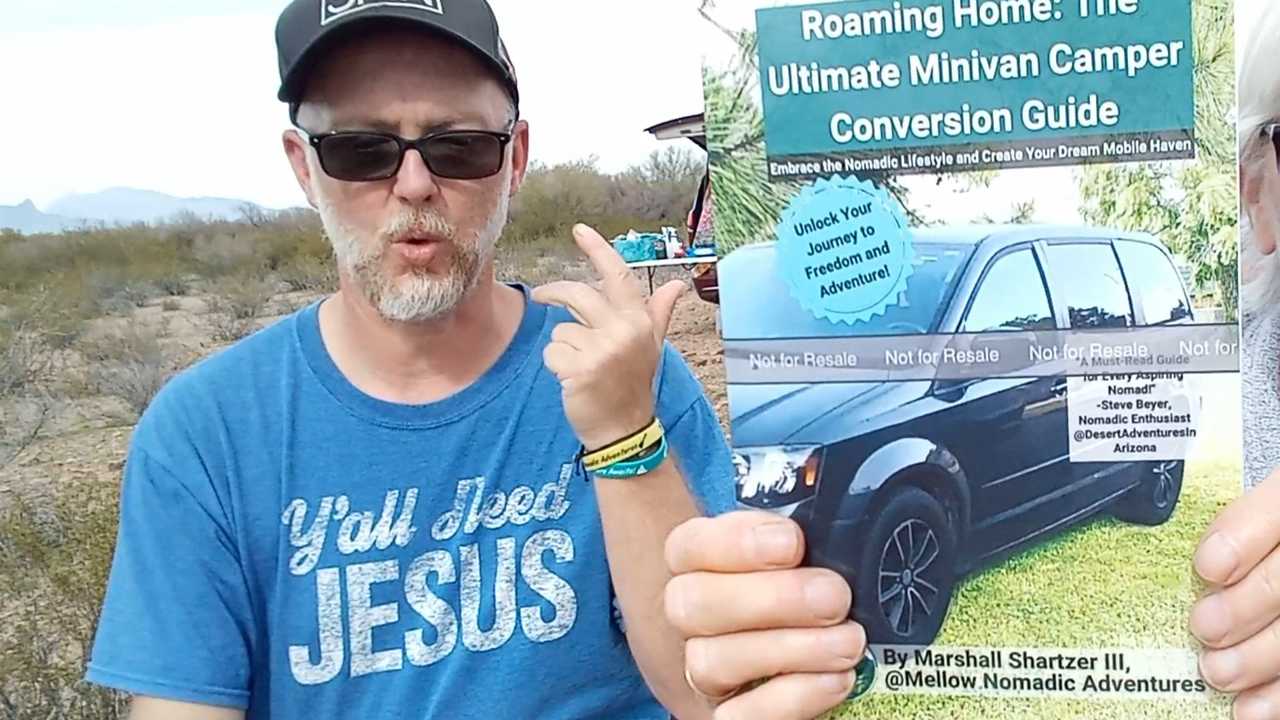 Y'all Need
JESUS
Roaming Home: The
Ultimate Minivan Camper
Conversion Guide
Embrace the Nomadic Lifestyle and Create Your Dream Mobile Haven
Unlock Your
Journey to
Freedom and
Adventure!
Not for Resale Not for Resale Not for Resale Not for
"A Must-Read Guide
for Every Aspiring
Nomad!"
-Steve Beyer,
Nomadic Enthusiast
@DesertAdventuresIn
Arizona
By Marshall Shartzer III,
@Mellow Nomadic Adventures